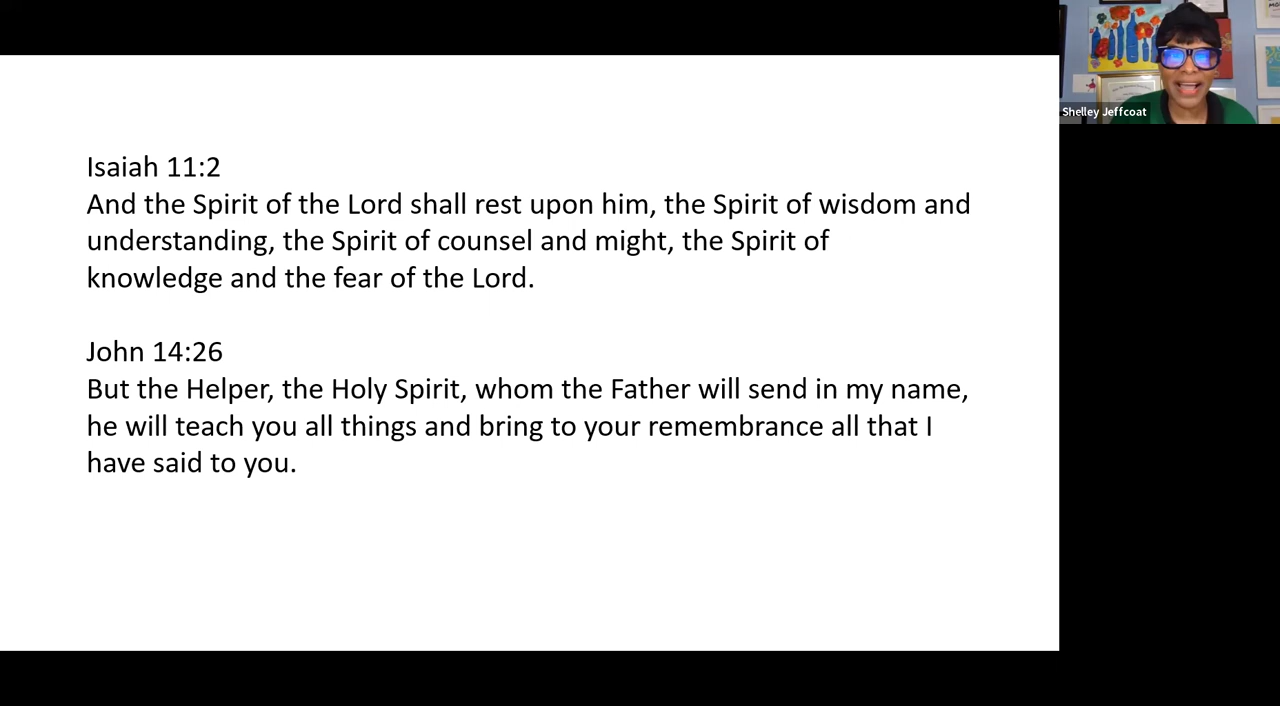 Isaiah 11:2
And the Spirit of the Lord shall rest upon him, the Spirit of wisdom and
understanding, the Spirit of counsel and might, the Spirit of
knowledge and the fear of the Lord.
John 14:26
But the Helper, the Holy Spirit, whom the Father will send in my name,
he will teach you all things and bring to your remembrance all that I
have said to you.
Shelley Jeffcoat